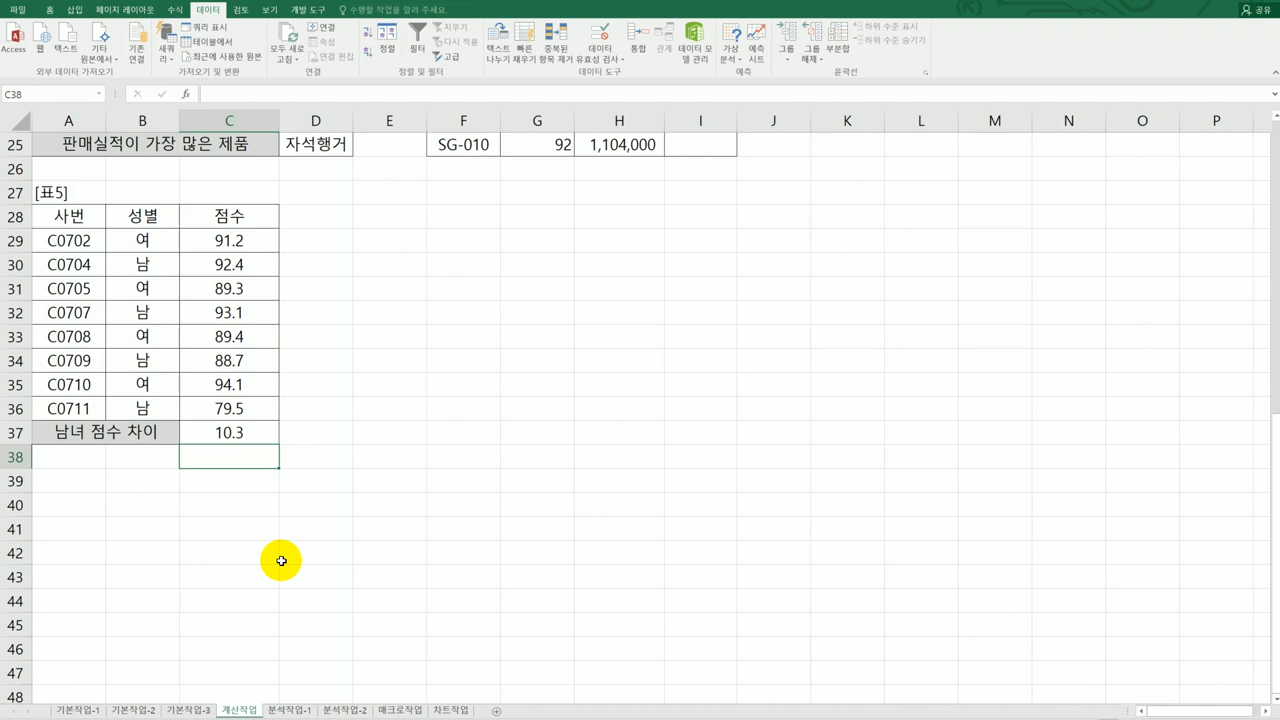 파일 홈 삽입 페이지 레이아웃 수식 데이터 검토 보기 개발 도구 수행할 작업을 알려 주세요. 공유
Access 웹 텍스트 기타 원본에서 기존 연결 새 쿼리 쿼리 표시 테이블에서 최근에 사용한 원본 모두 새로 고침 연결 속성 연결 편집 정렬 필터 지우기 다시 적용 고급 텍스트 나누기 빠른 채우기 중복된 항목 제거 데이터 유효성 검사 통합 관계 데이터 모델 관리 가상 분석 예측 시트 그룹 그룹 해제 부분합 하위 수준 표시 하위 수준 숨기기
외부 데이터 가져오기 가져오기 및 변환 연결 정렬 및 필터 데이터 도구 예측 윤곽선
C38 fx
A B C D E F G H I J K L M N O P
25 판매실적이 가장 많은 제품 자석행거 SG-010 92 1,104,000
26
27 [표5]
28 사번 성별 점수
29 C0702 여 91.2
30 C0704 남 92.4
31 C0705 여 89.3
32 C0707 남 93.1
33 C0708 여 89.4
34 C0709 남 88.7
35 C0710 여 94.1
36 C0711 남 79.5
37 남녀 점수 차이 10.3
38
39
40
41
42
43
44
45
46
47
48
기본작업-1 기본작업-2 기본작업-3 계산작업 분석작업-1 분석작업-2 매크로작업 차트작업